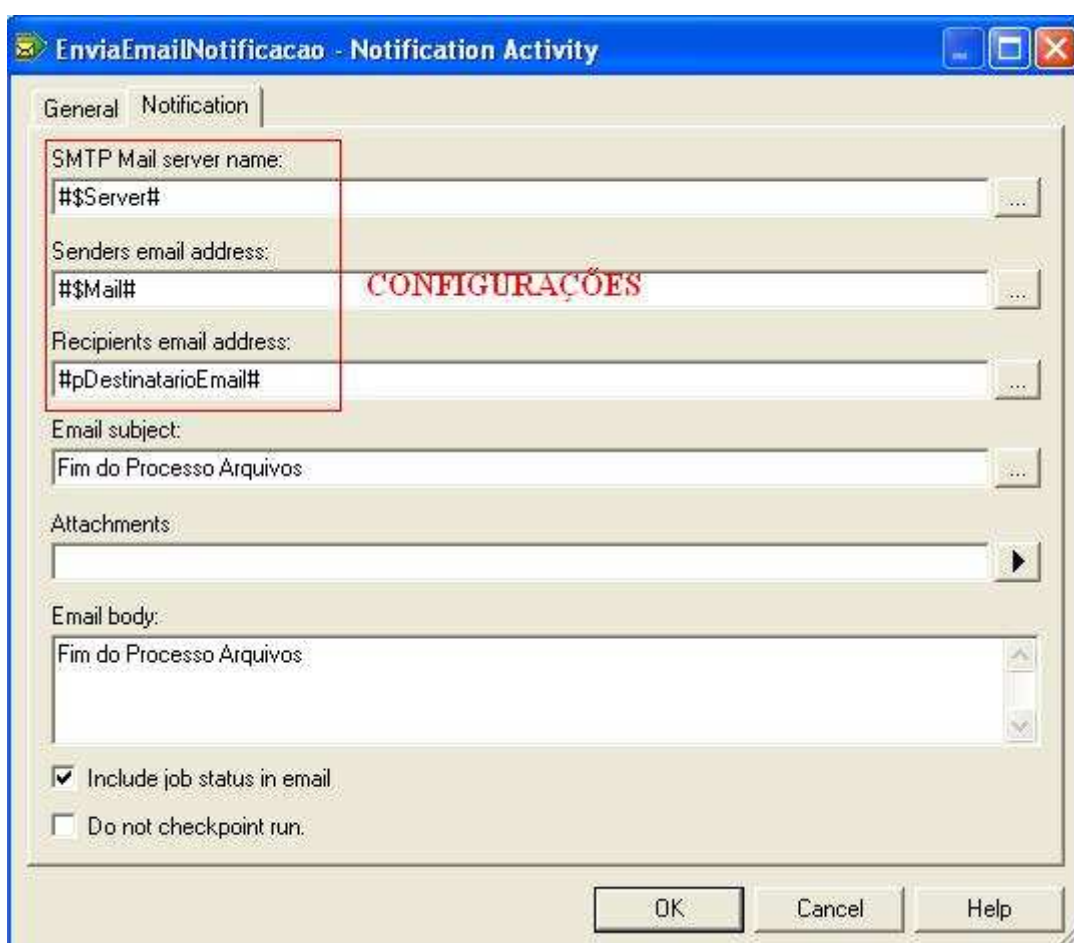 EnviaEmailNotificacao - Notification Activity
General Notification
SMTP Mail server name:
#$Server#
...
Senders email address:
#$Mail#
CONFIGURAÇÕES
...
Recipients email address:
#pDestinatarioEmail#
...
Email subject:
Fim do Processo Arquivos
...
Attachments
Email body:
Fim do Processo Arquivos
Include job status in email
Do not checkpoint run.
OK Cancel Help